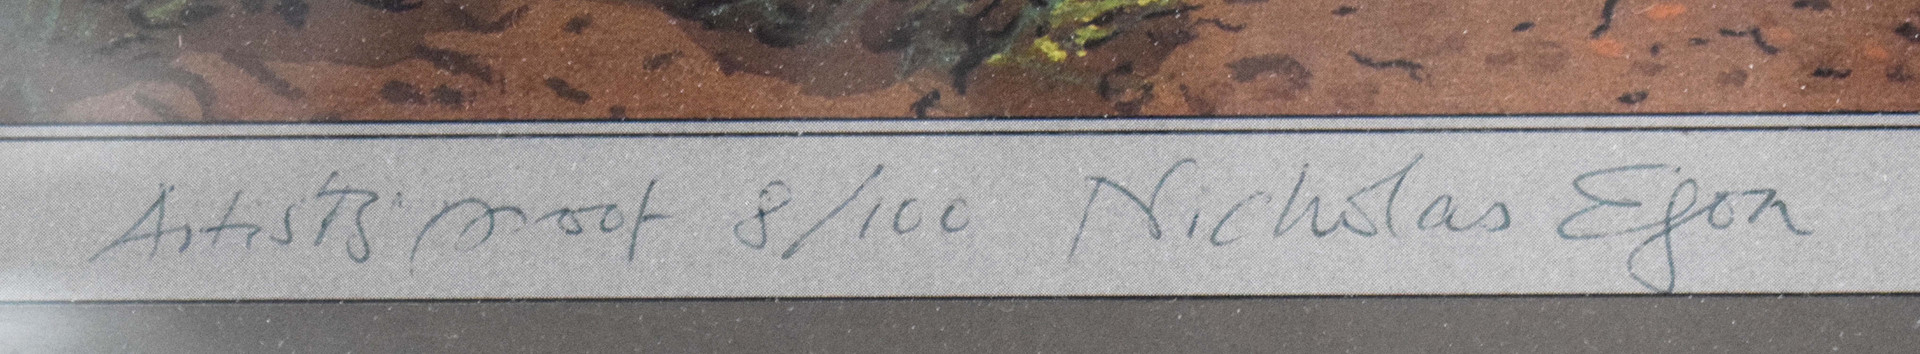 Artist's proof 8/100 Nicholas Egon